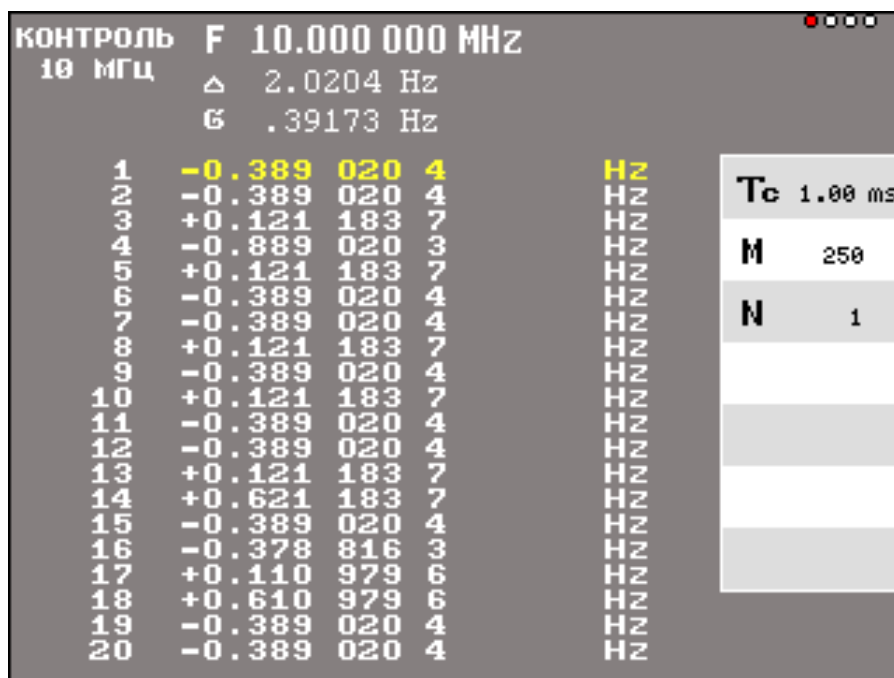 КОНТРОЛЬ F 10.000 000 MHz
10 МГц
△ 2.0204 Hz
б .39173 Hz
1 -0.389 020 4 Hz
2 -0.389 020 4 Hz
3 +0.121 183 7 Hz
4 -0.889 020 3 Hz
5 +0.121 183 7 Hz
6 -0.389 020 4 Hz
7 -0.389 020 4 Hz
8 +0.121 183 7 Hz
9 -0.389 020 4 Hz
10 +0.121 183 7 Hz
11 -0.389 020 4 Hz
12 -0.389 020 4 Hz
13 +0.121 183 7 Hz
14 +0.621 183 7 Hz
15 -0.389 020 4 Hz
16 -0.378 816 3 Hz
17 +0.110 979 6 Hz
18 +0.610 979 6 Hz
19 -0.389 020 4 Hz
20 -0.389 020 4 Hz
Tc 1.00 ms
M 250
N 1